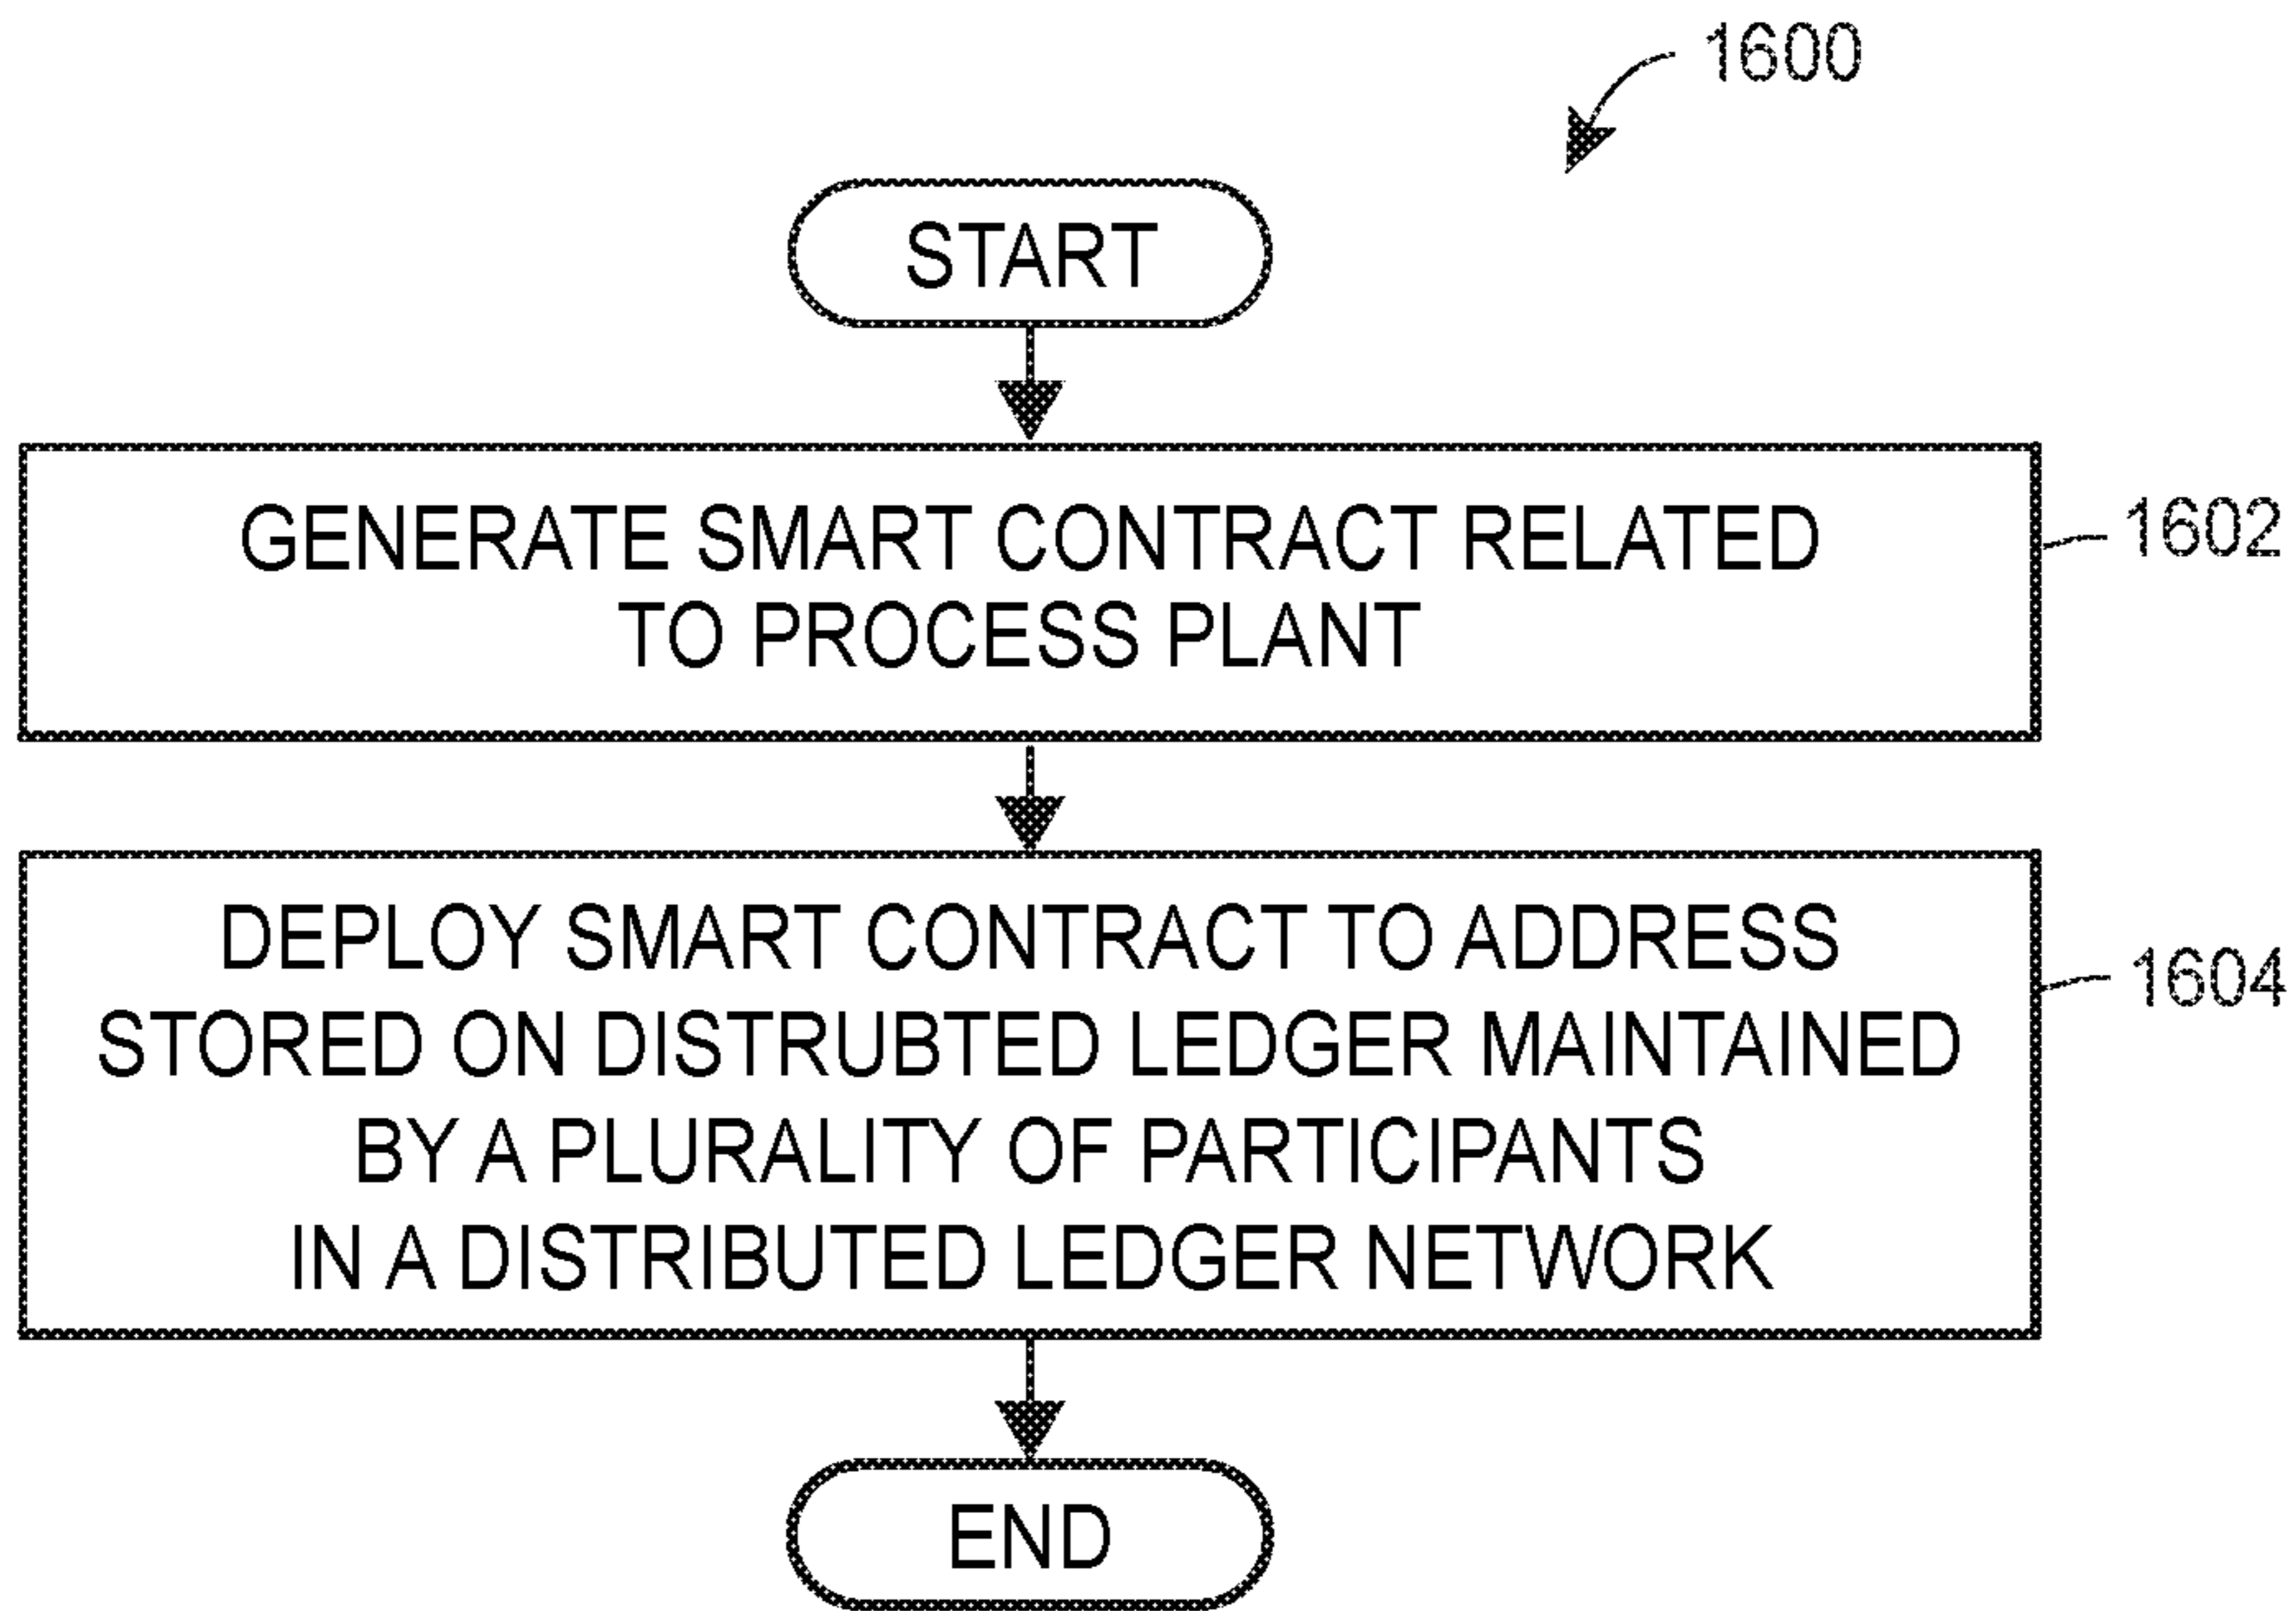 1600
START
GENERATE SMART CONTRACT RELATED
TO PROCESS PLANT
1602
DEPLOY SMART CONTRACT TO ADDRESS
STORED ON DISTRUBTED LEDGER MAINTAINED
BY A PLURALITY OF PARTICIPANTS
IN A DISTRIBUTED LEDGER NETWORK
1604
END